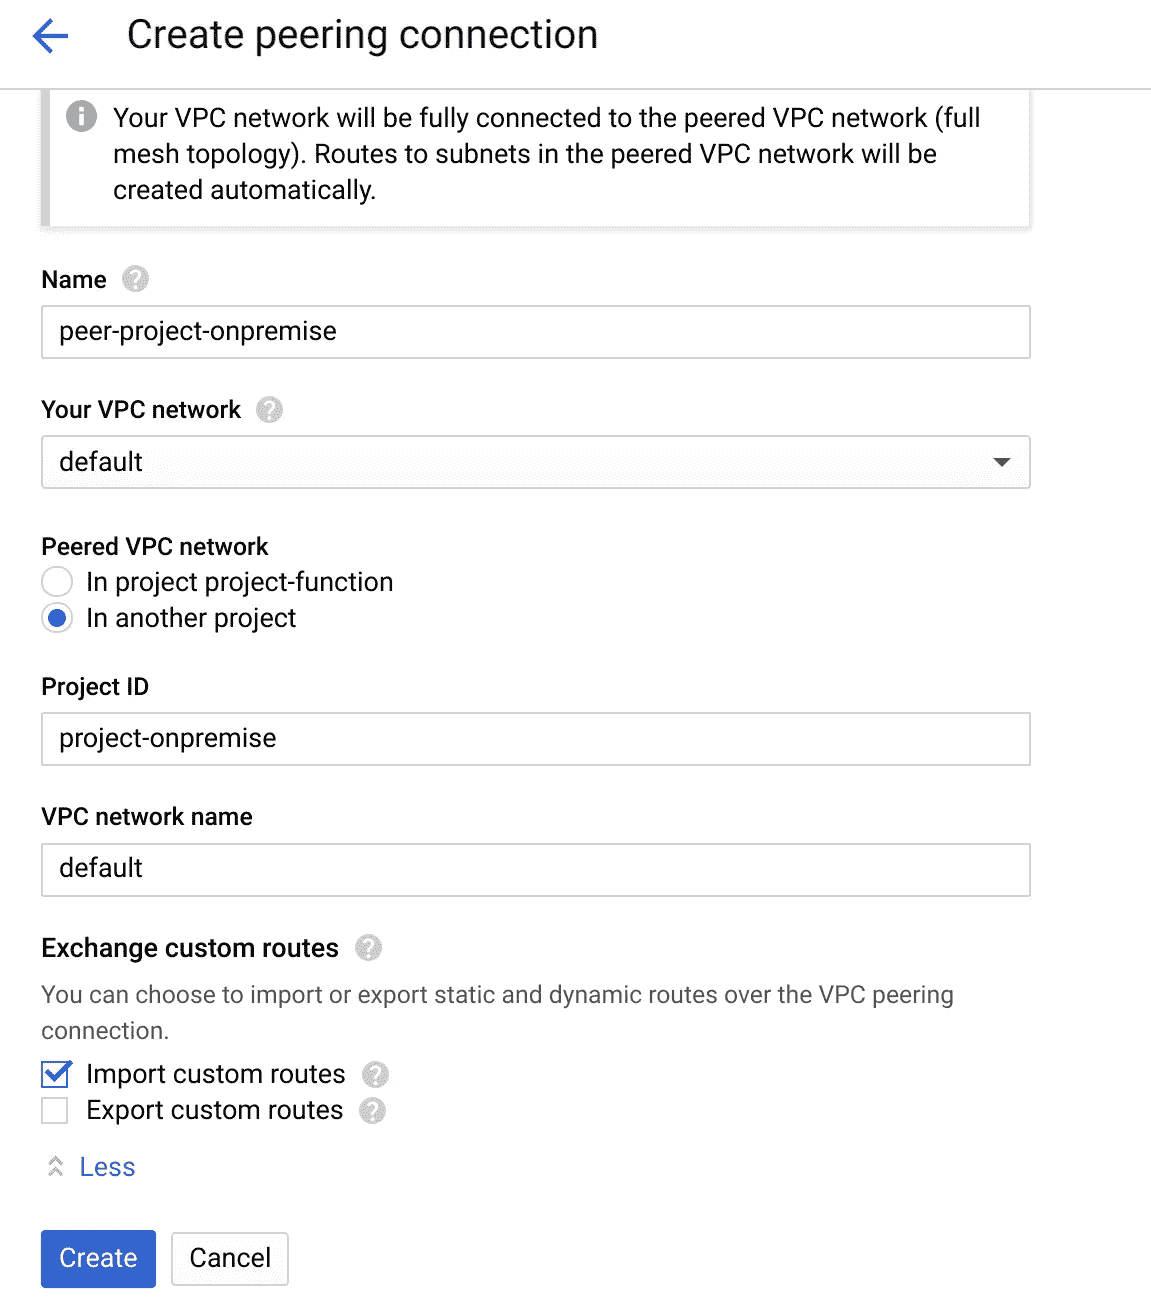 Create peering connection
Your VPC network will be fully connected to the peered VPC network (full
mesh topology). Routes to subnets in the peered VPC network will be
created automatically.
Name
peer-project-onpremise
Your VPC network
default
Peered VPC network
In project project-function
In another project
Project ID
project-onpremise
VPC network name
default
Exchange custom routes
You can choose to import or export static and dynamic routes over the VPC peering
connection.
Import custom routes
Export custom routes
Less
Create Cancel